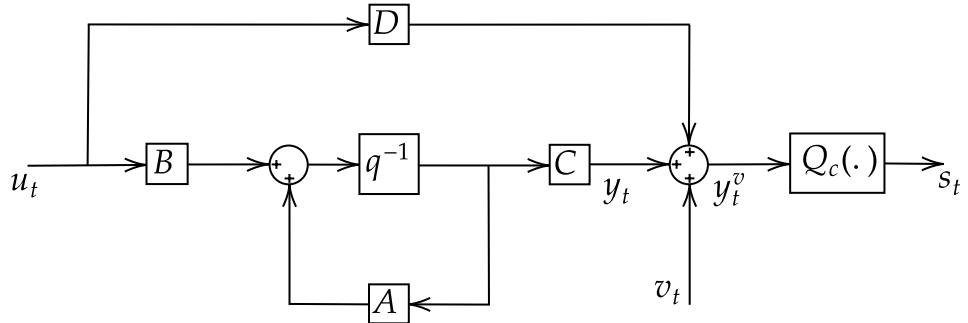 D
+
u_t
B
+
+
q^{-1}
C
y_t
+
+
y_t^v
Q_c(.)
s_t
A
v_t